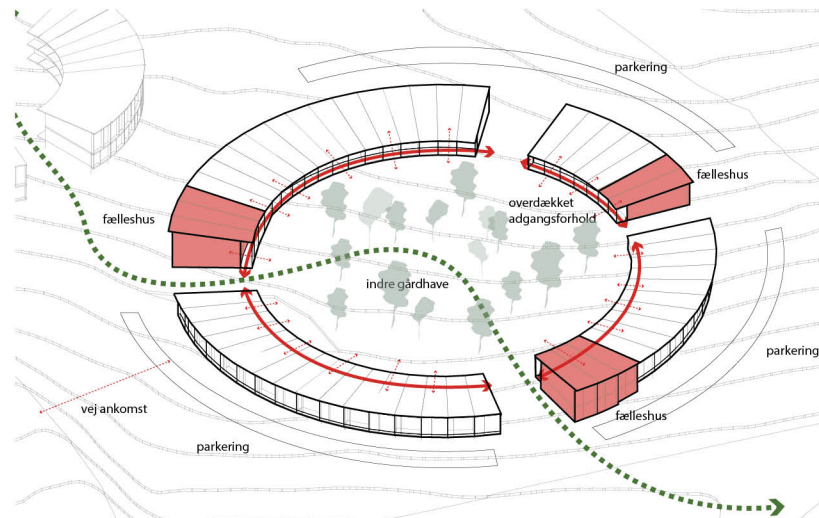 parkering
fælleshus
overdækket
adgangsforhold
fælleshus
indre gårdhave
parkering
vej ankomst
fælleshus
parkering